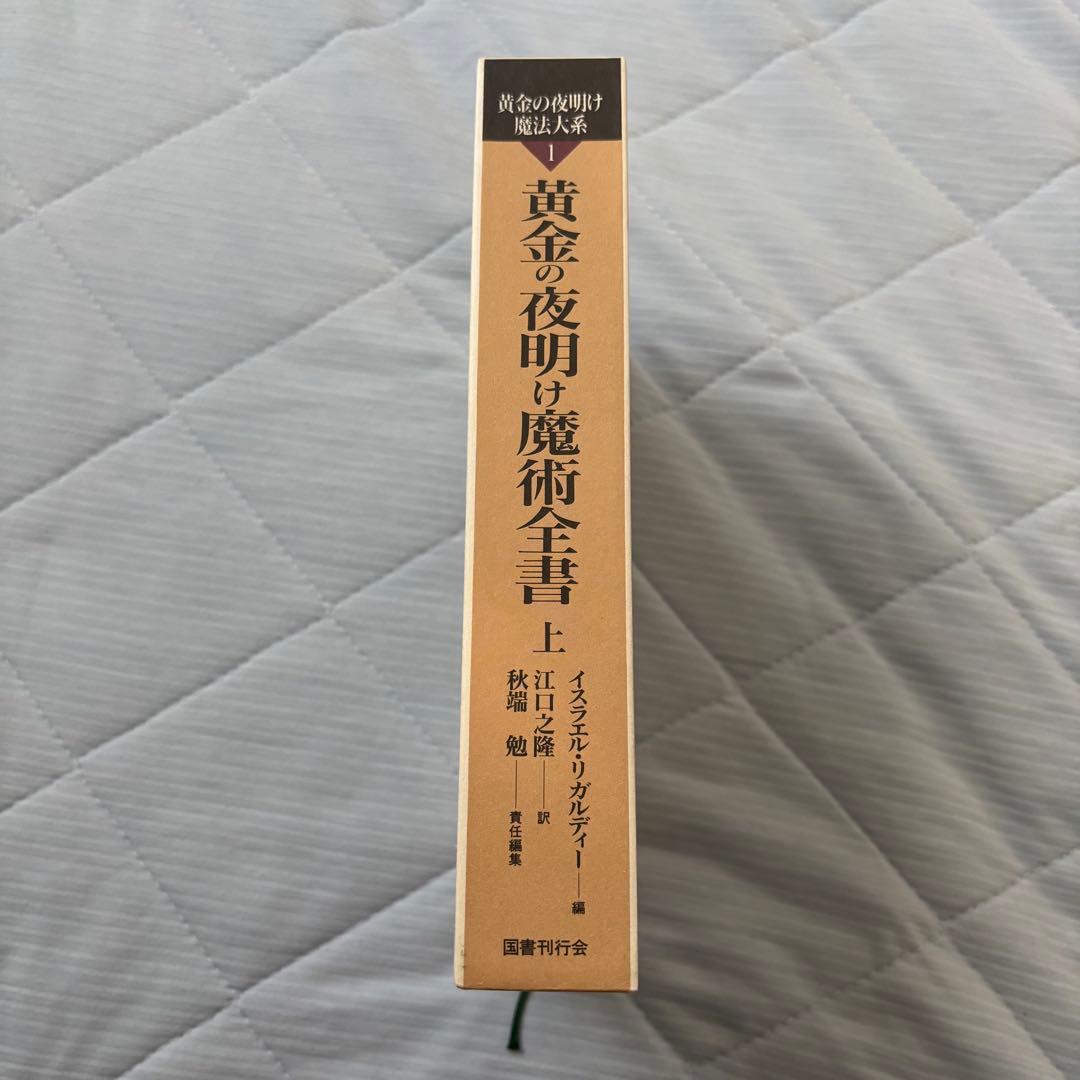 黄金の夜明け
魔法大系
1
黄金の夜明け魔術全書 上
イスラエル・リガルディー──編
江口之隆──訳
秋端 勉──責任編集
国書刊行会